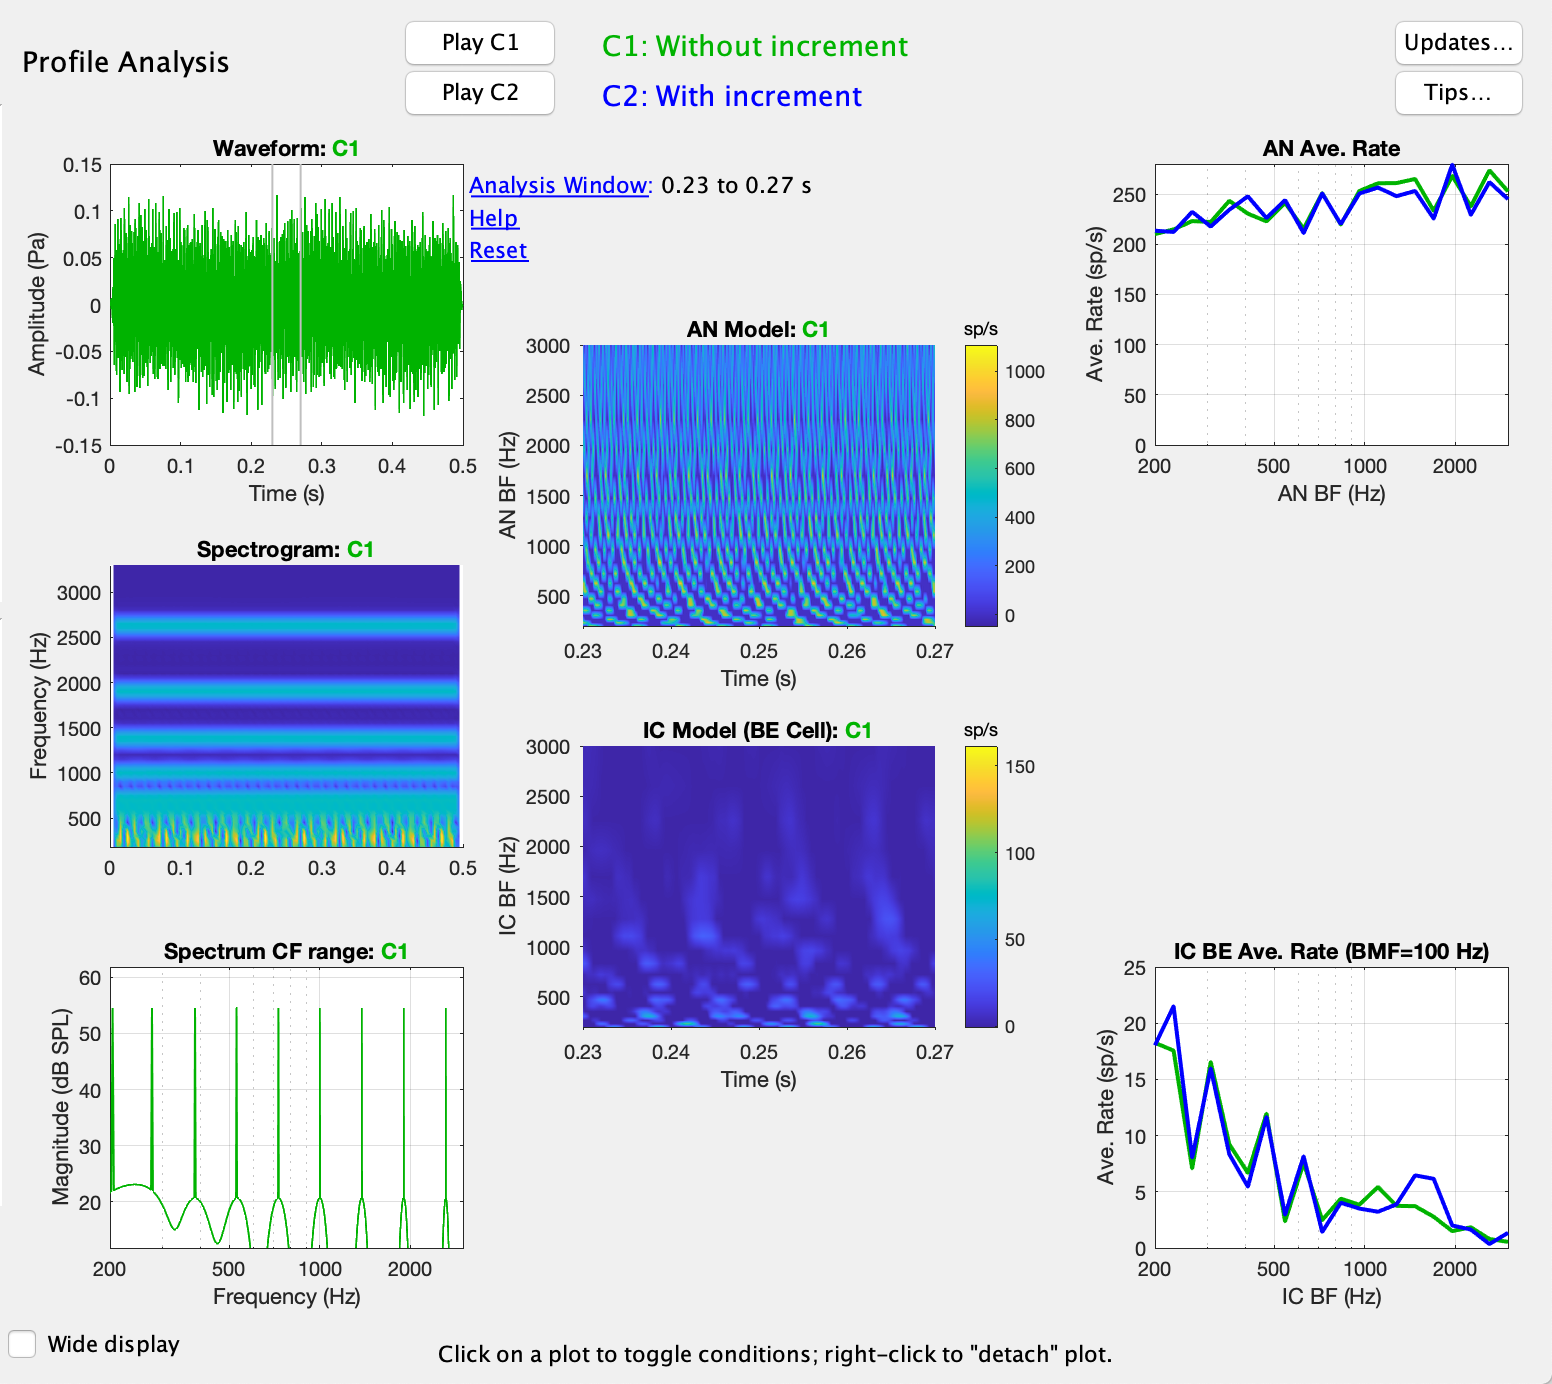 Profile Analysis
Play C1
Play C2
C1: Without increment
C2: With increment
Updates...
Tips...
Waveform: C1
0.15
0.1
0.05
0
-0.05
-0.1
-0.15
Amplitude (Pa)
0 0.1 0.2 0.3 0.4 0.5
Time (s)
Analysis Window: 0.23 to 0.27 s
Help
Reset
AN Ave. Rate
250
200
150
100
50
0
Ave. Rate (sp/s)
200 500 1000 2000
AN BF (Hz)
AN Model: C1
sp/s
3000
2500
2000
1500
1000
500
AN BF (Hz)
0.23 0.24 0.25 0.26 0.27
Time (s)
1000
800
600
400
200
0
Spectrogram: C1
3000
2500
2000
1500
1000
500
Frequency (Hz)
0 0.1 0.2 0.3 0.4 0.5
IC Model (BE Cell): C1
sp/s
3000
2500
2000
1500
1000
500
IC BF (Hz)
0.23 0.24 0.25 0.26 0.27
Time (s)
150
100
50
0
Spectrum CF range: C1
60
50
40
30
20
Magnitude (dB SPL)
200 500 1000 2000
Frequency (Hz)
IC BE Ave. Rate (BMF=100 Hz)
25
20
15
10
5
0
Ave. Rate (sp/s)
200 500 1000 2000
IC BF (Hz)
Wide display
Click on a plot to toggle conditions; right-click to "detach" plot.